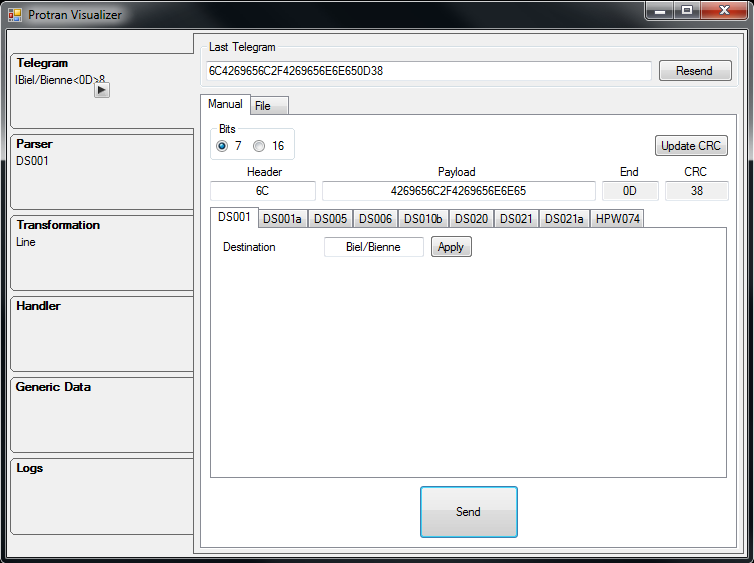 Protran Visualizer
Telegram
lBiel/Bienne<0D>8
Parser
DS001
Transformation
Line
Handler
Generic Data
Logs
Last Telegram
6C4269656C2F4269656E6E650D38
Resend
Manual File
Bits
7 16
Update CRC
Header Payload End CRC
6C 4269656C2F4269656E6E65 0D 38
DS001 DS001a DS005 DS006 DS010b DS020 DS021 DS021a HPW074
Destination Biel/Bienne Apply
Send